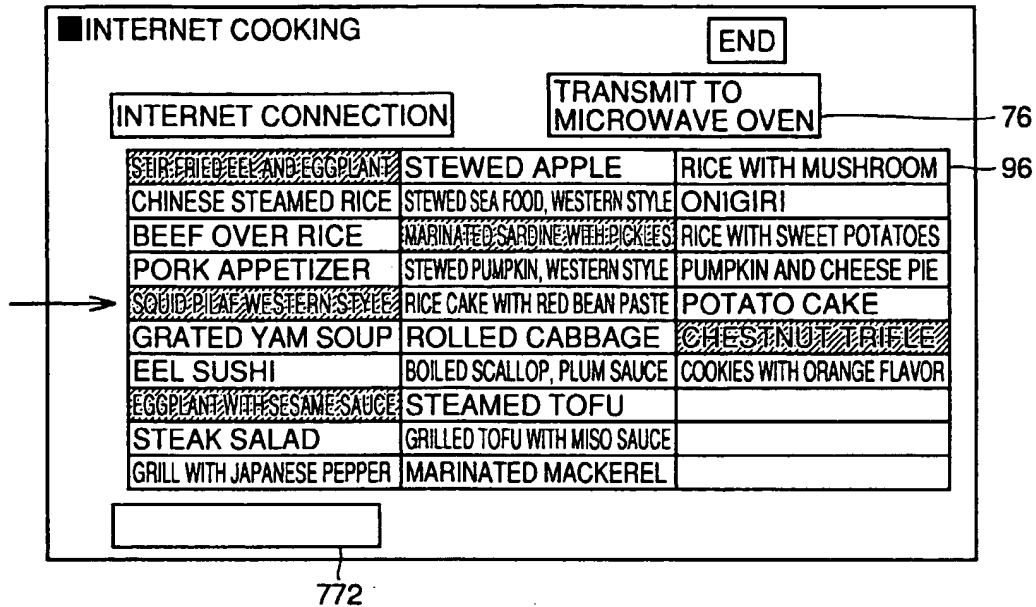 ■INTERNET COOKING
END
INTERNET CONNECTION
TRANSMIT TO
MICROWAVE OVEN
76
STIR FRIED EEL AND EGGPLANT STEWED APPLE RICE WITH MUSHROOM
96
CHINESE STEAMED RICE STEWED SEA FOOD, WESTERN STYLE ON1GIRI
BEEF OVER RICE MARINATED SARDINE WITH PICKLES RICE WITH SWEET POTATOES
PORK APPETIZER STEWED PUMPKIN, WESTERN STYLE PUMPKIN AND CHEESE PIE
SQUID PILAF WESTERN STYLE RICE CAKE WITH RED BEAN PASTE POTATO CAKE
GRATED YAM SOUP ROLLED CABBAGE CHESTNUT TRIFLE
EEL SUSHI BOILED SCALLOP, PLUM SAUCE COOKIES WITH ORANGE FLAVOR
EGGPLANT WITH SESAME SAUCE STEAMED TOFU
STEAK SALAD GRILLED TOFU WITH MISO SAUCE
GRILL WITH JAPANESE PEPPER MARINATED MACKEREL
772